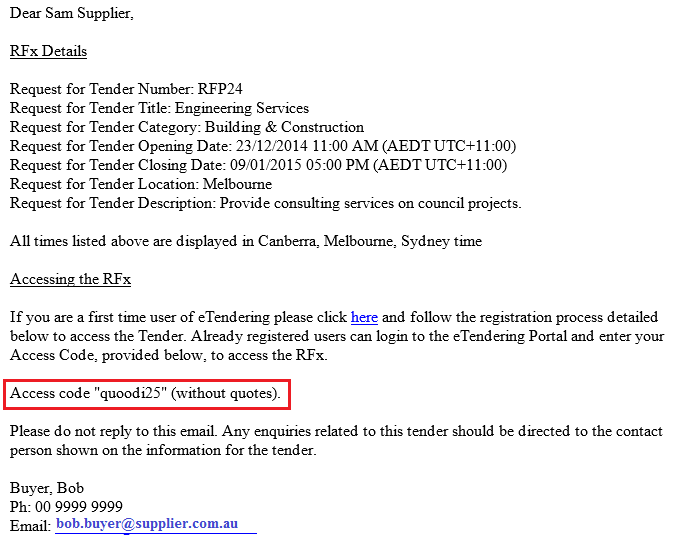 Dear Sam Supplier,
RFx Details
Request for Tender Number: RFP24
Request for Tender Title: Engineering Services
Request for Tender Category: Building & Construction
Request for Tender Opening Date: 23/12/2014 11:00 AM (AEDT UTC+11:00)
Request for Tender Closing Date: 09/01/2015 05:00 PM (AEDT UTC+11:00)
Request for Tender Location: Melbourne
Request for Tender Description: Provide consulting services on council projects.
All times listed above are displayed in Canberra, Melbourne, Sydney time
Accessing the RFx
If you are a first time user of eTendering please click here and follow the registration process detailed
below to access the Tender. Already registered users can login to the eTendering Portal and enter your
Access Code, provided below, to access the RFx.
Access code "quoodi25" (without quotes).
Please do not reply to this email. Any enquiries related to this tender should be directed to the contact
person shown on the information for the tender.
Buyer, Bob
Ph: 00 9999 9999
Email: bob.buyer@supplier.com.au